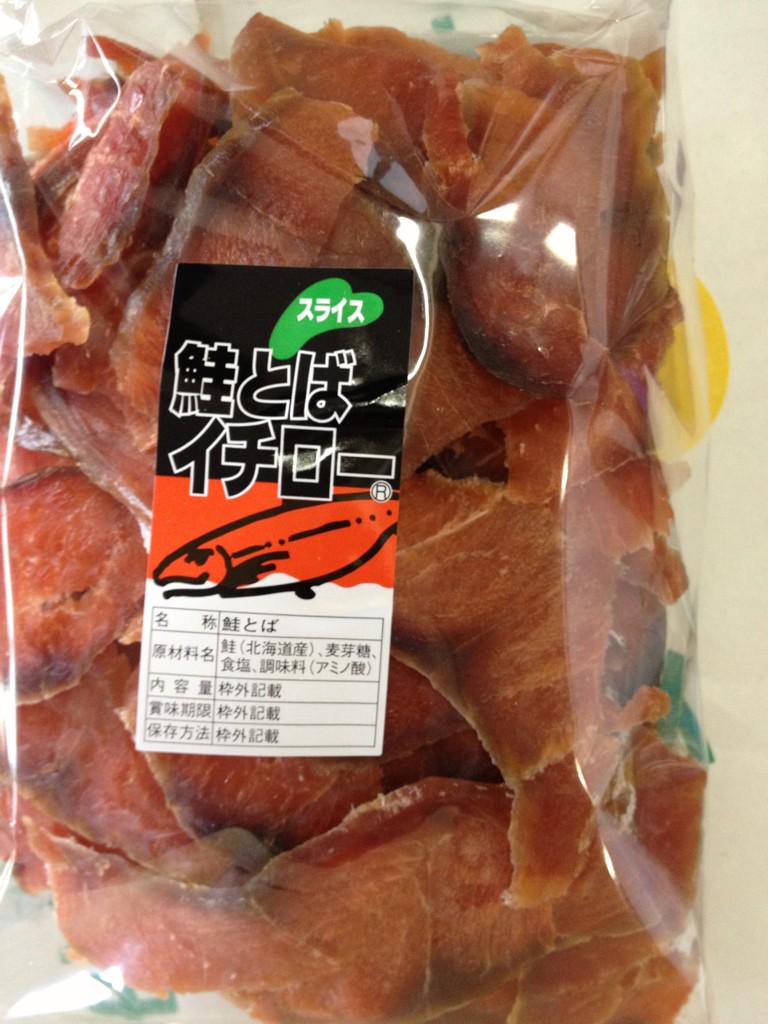 スライス
鮭とば
イチロー®
名 称 鮭とば
原材料名 鮭(北海道産)、麦芽糖、
食塩、調味料(アミノ酸)
内 容 量 枠外記載
賞味期限 枠外記載
保存方法 枠外記載